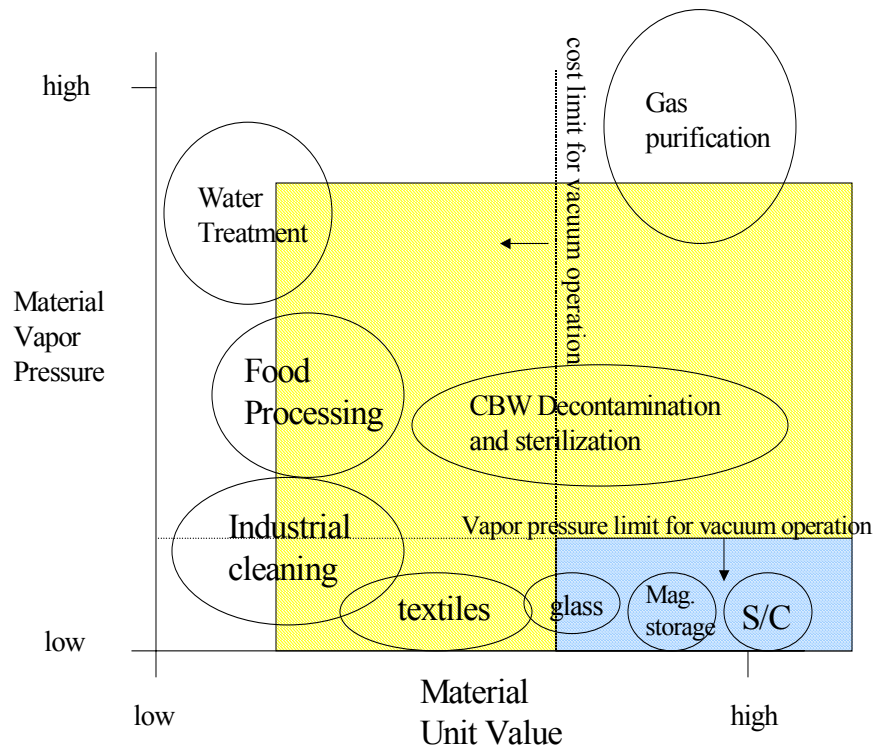 high
cost limit for vacuum operation
Gas
purification
Water
Treatment
Material
Vapor
Pressure
Food
Processing
CBW Decontamination
and sterilization
Vapor pressure limit for vacuum operation
Industrial
cleaning
textiles
glass
Mag.
storage
S/C
low
low
Material
Unit Value
high